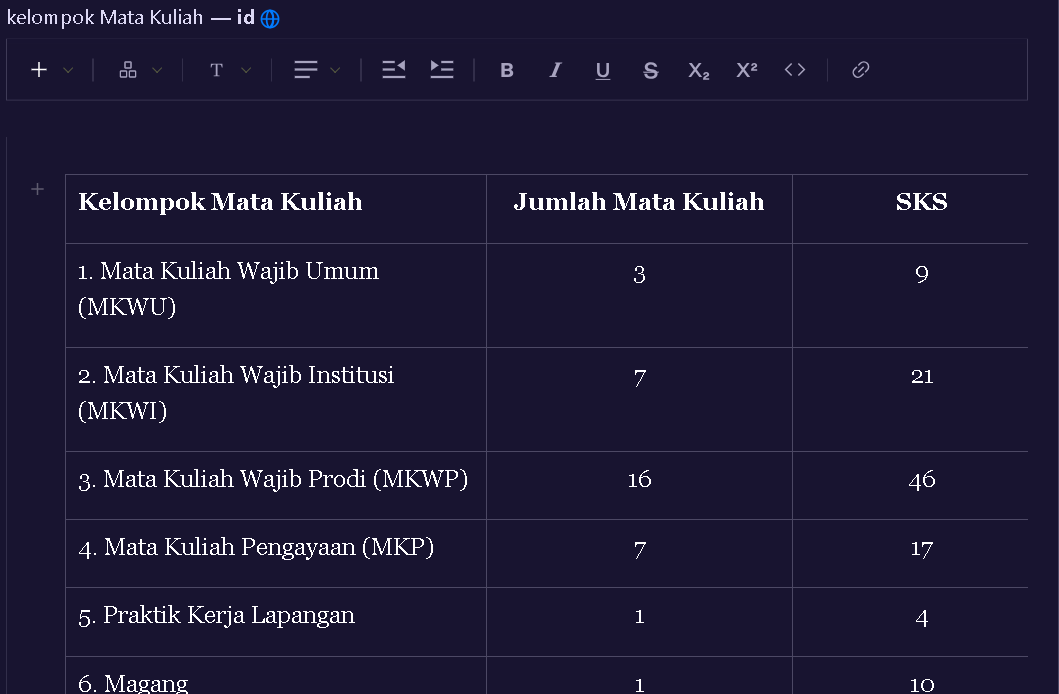 kelompok Mata Kuliah — id
T B I U S X₂ X² <>
Kelompok Mata Kuliah Jumlah Mata Kuliah SKS
1. Mata Kuliah Wajib Umum 3 9
(MKWU)
2. Mata Kuliah Wajib Institusi 7 21
(MKWI)
3. Mata Kuliah Wajib Prodi (MKWP) 16 46
4. Mata Kuliah Pengayaan (MKP) 7 17
5. Praktik Kerja Lapangan 1 4
6. Magang 1 10